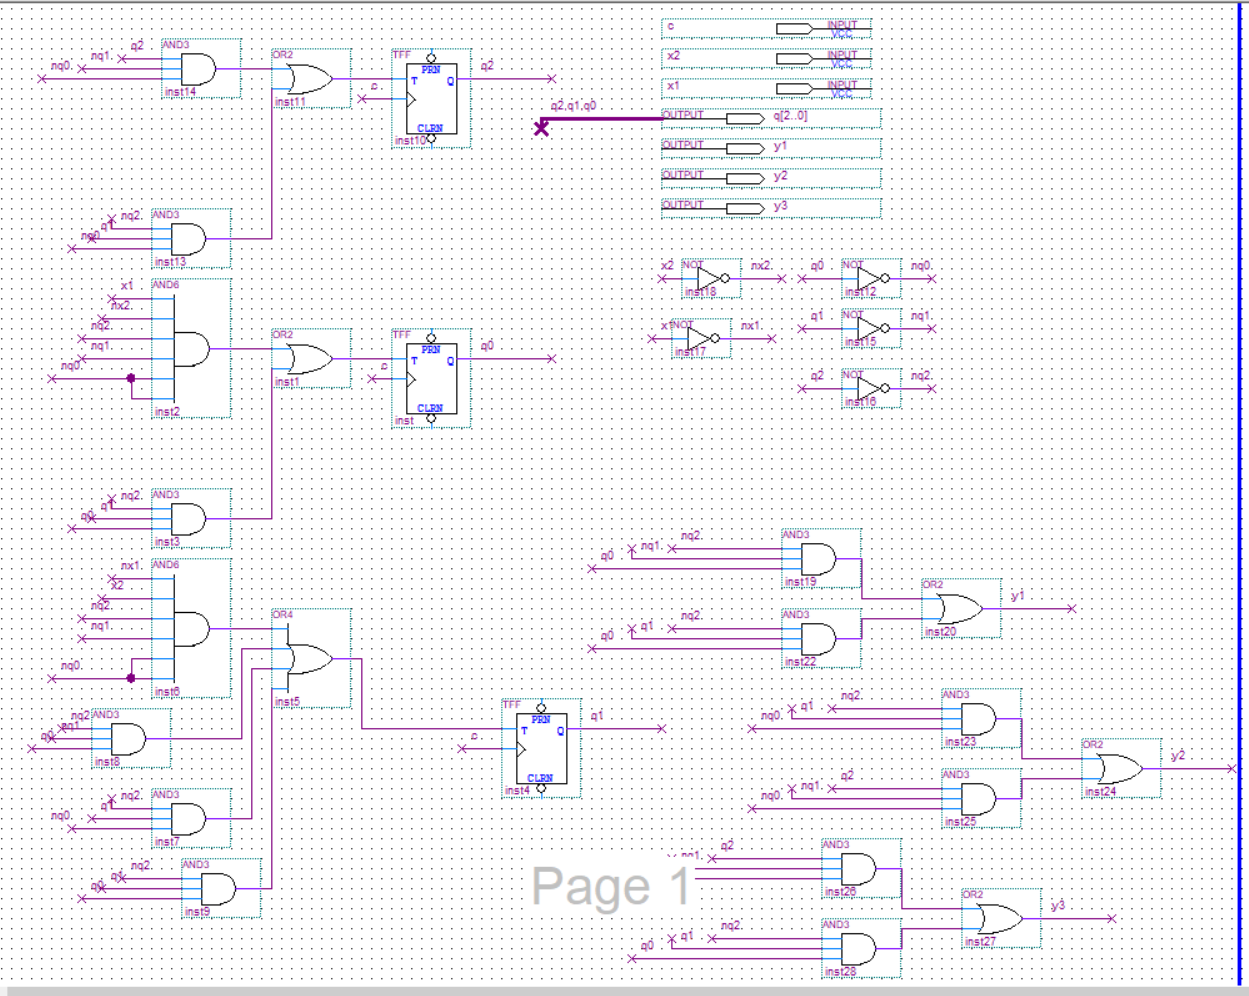 c
INPUT
VCC
x2
INPUT
VCC
x1
INPUT
VCC
q2,q1,q0
OUTPUT
q[2..0]
OUTPUT
y1
OUTPUT
y2
OUTPUT
y3
q2
nq1.
nq0.
AND3
inst14
OR2
inst11
TFF
PRN
T
Q
CLRN
inst10
c
q2
nq2.
q1
nq0.
AND3
inst13
x1
nx2.
nq2.
nq1.
nq0.
AND6
inst2
OR2
inst1
TFF
PRN
T
Q
CLRN
inst
c
q0
x2
NOT
nx2.
inst18
q0
NOT
nq0.
inst12
x1
NOT
nx1.
inst17
q1
NOT
nq1.
inst15
q2
NOT
nq2.
inst16
nq2.
q1
q0
AND3
inst3
nx1.
x2
nq2.
nq1.
nq0.
AND6
inst6
OR4
inst5
nq2
nq1
q0
AND3
inst8
nq2.
q1
nq0.
AND3
inst7
nq2.
q1
q0
AND3
inst9
TFF
PRN
T
Q
CLRN
inst4
c
q1
nq2.
nq1.
q0
AND3
inst19
nq2.
q1
q0
AND3
inst22
OR2
inst20
y1
nq2.
q1
nq0.
AND3
inst23
q2
nq1.
nq0.
AND3
inst25
OR2
inst24
y2
q2
nq1
AND3
inst26
nq2.
q1
q0
AND3
inst28
OR2
inst27
y3
Page 1